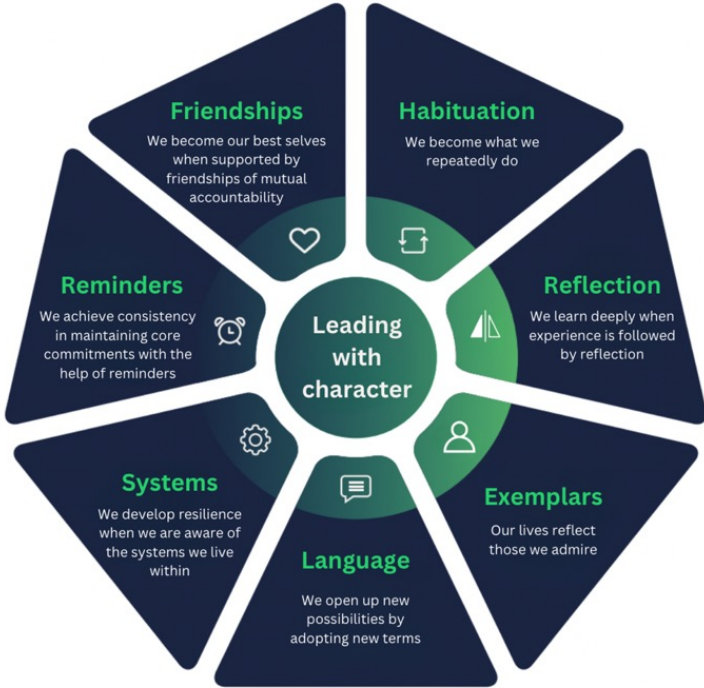 Friendships
We become our best selves
when supported by
friendships of mutual
accountability
Habituation
We become what we
repeatedly do
Reminders
We achieve consistency
in maintaining core
commitments with the
help of reminders
Leading
with
character
Reflection
We learn deeply when
experience is followed
by reflection
Systems
We develop resilience
when we are aware of
the systems we live
within
Language
We open up new
possibilities by
adopting new terms
Exemplars
Our lives reflect
those we admire